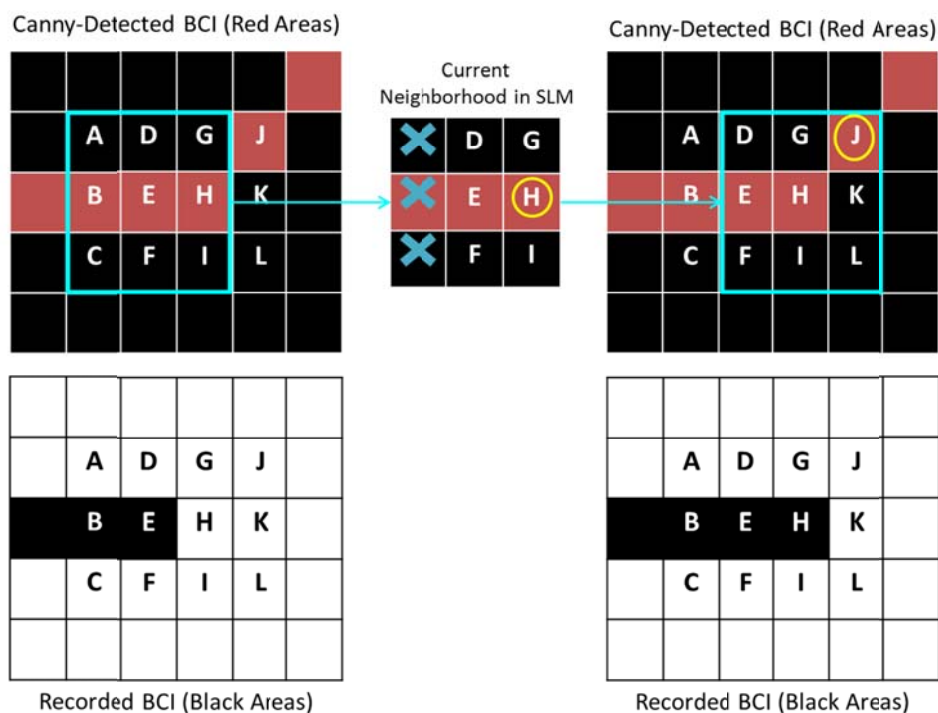 Canny-Detected BCI (Red Areas)
A D G J
B E H K
C F I L
Current
Neighborhood in SLM
D G
E H
F I
Canny-Detected BCI (Red Areas)
A D G J
B E H K
C F I L
A D G J
B E H K
C F I L
Recorded BCI (Black Areas)
A D G J
B E H K
C F I L
Recorded BCI (Black Areas)